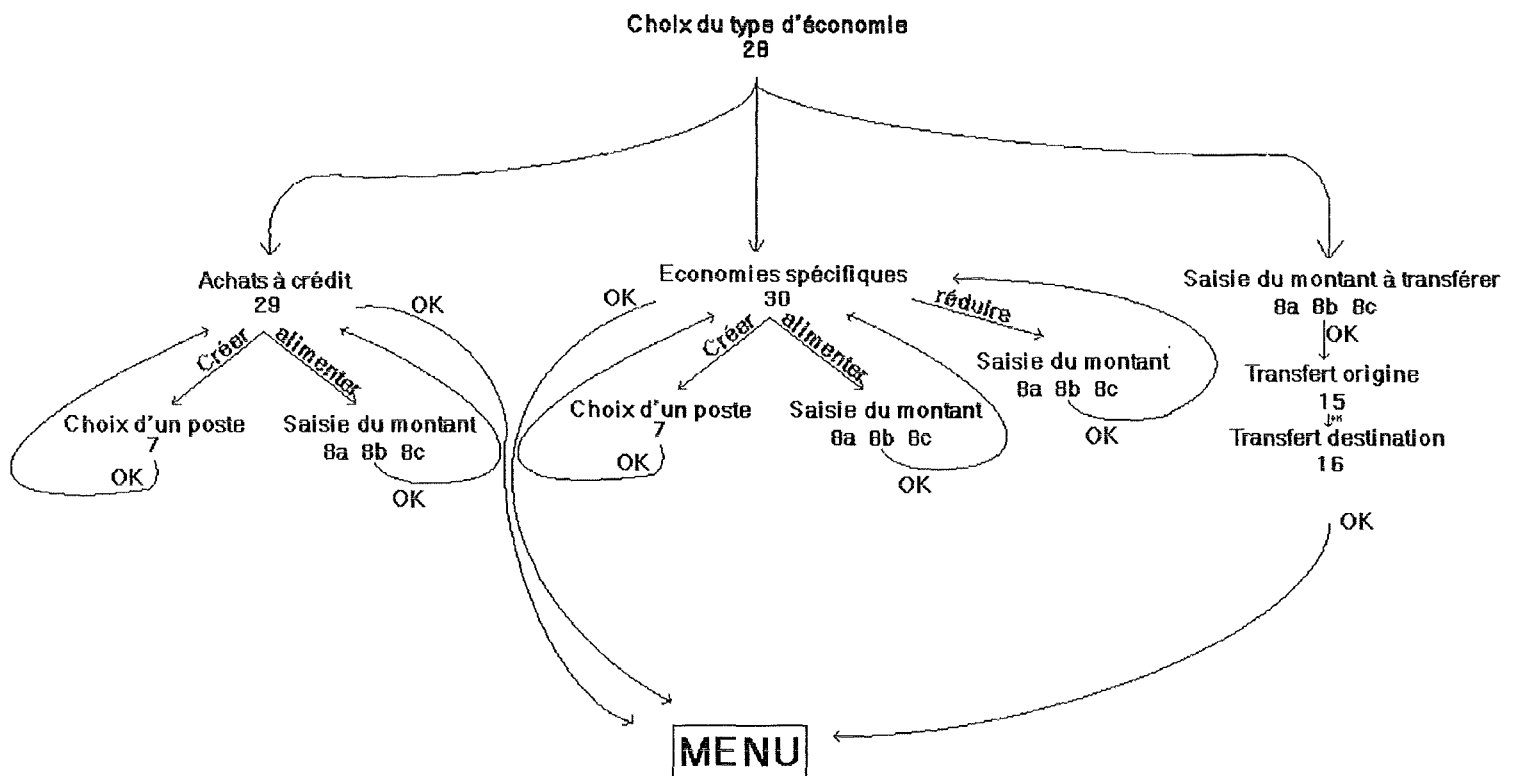 Choix du type d'économie
28
Achats à crédit
29
OK
Créer
alimenter
Choix d'un poste
7
OK
Saisie du montant
8a 8b 8c
OK
Economies spécifiques
30
OK
Créer
alimenter
réduire
Choix d'un poste
7
OK
Saisie du montant
8a 8b 8c
OK
Saisie du montant
8a 8b 8c
OK
Saisie du montant à transférer
8a 8b 8c
OK
Transfert origine
15
Transfert destination
16
OK
MENU